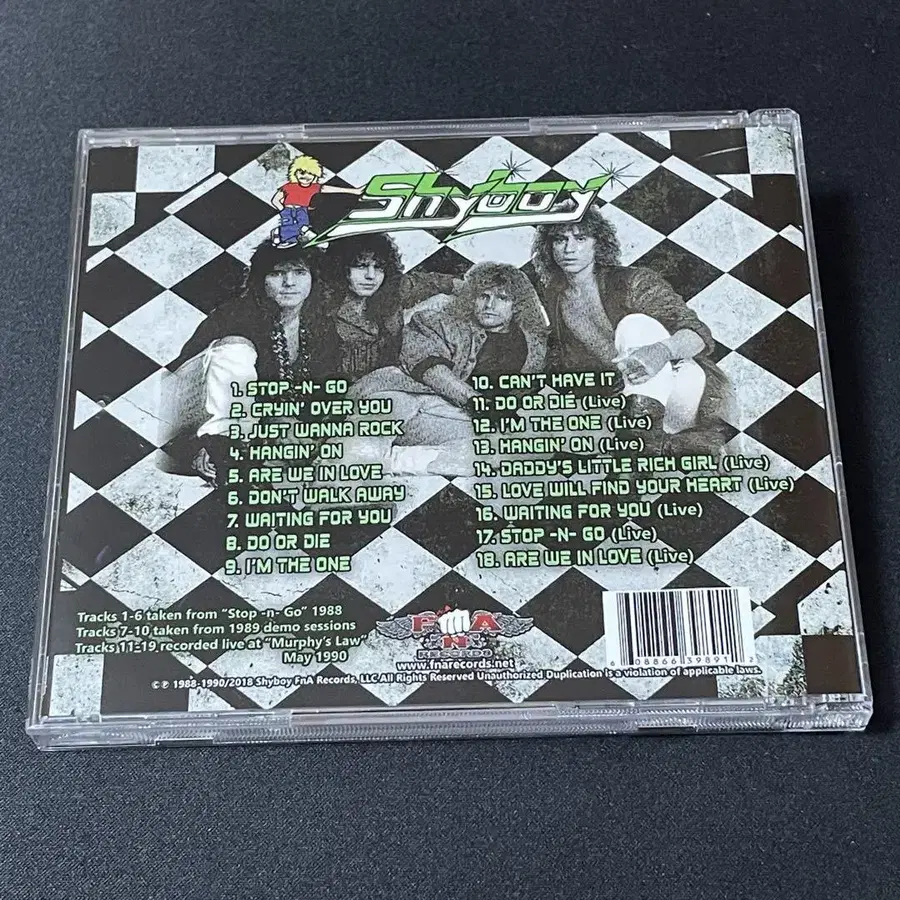 Shyboy
1. STOP -N- GO
2. CRYIN' OVER YOU
3. JUST WANNA ROCK
4. HANGIN' ON
5. ARE WE IN LOVE
6. DON'T WALK AWAY
7. WAITING FOR YOU
8. DO OR DIE
9. I'M THE ONE
10. CAN'T HAVE IT
11. DO OR DIE (Live)
12. I'M THE ONE (Live)
13. HANGIN' ON (Live)
14. DADDY'S LITTLE RICH GIRL (Live)
15. LOVE WILL FIND YOUR HEART (Live)
16. WAITING FOR YOU (Live)
17. STOP -N- GO (Live)
18. ARE WE IN LOVE (Live)
Tracks 1-6 taken from "Stop -n- Go" 1988
Tracks 7-10 taken from 1989 demo sessions
Tracks 11-19 recorded live at "Murphy's Law"
May 1990
F N A
RECORDS
www.fnarecords.net
6 08866 39891 2
©℗ 1988-1990/2018 Shyboy FnA Records, LLC All Rights Reserved Unauthorized Duplication is a violation of applicable laws.